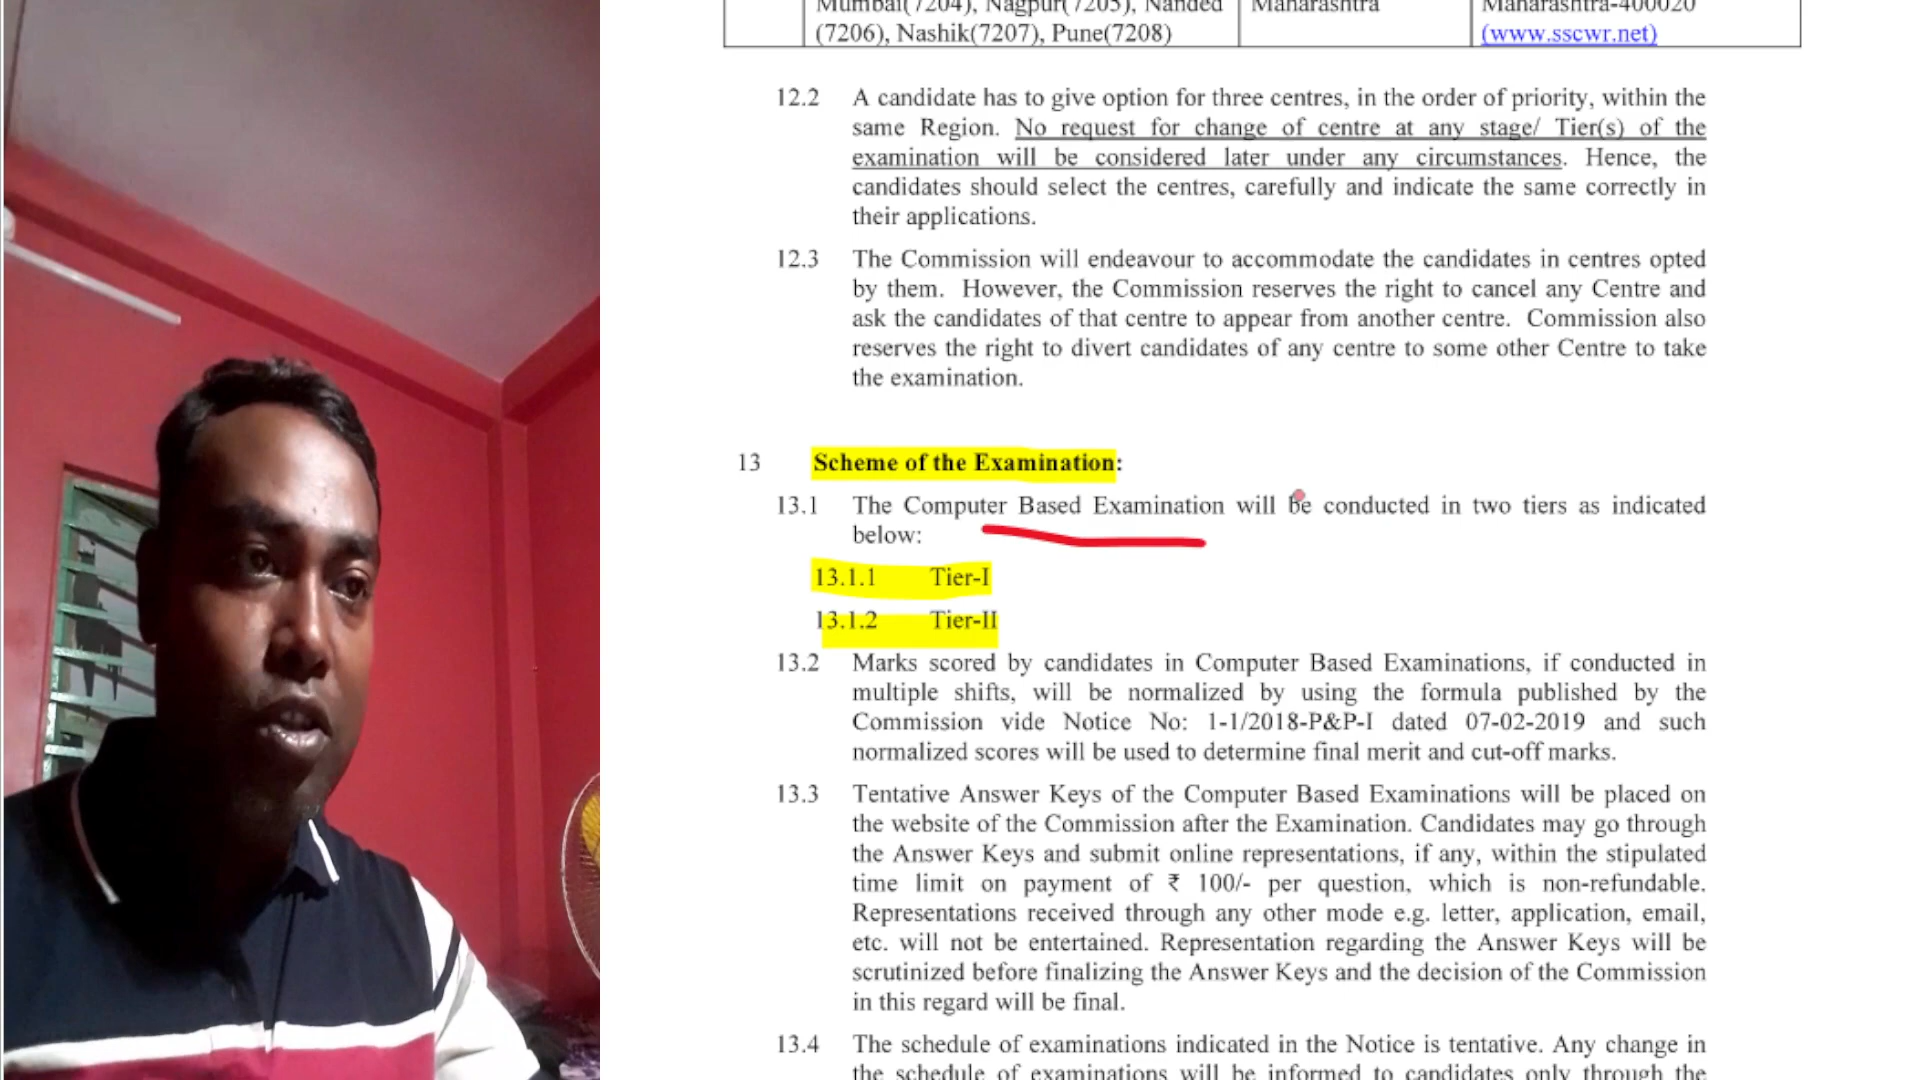 Mumbai(7204), Nagpur(7205), Nanded
Maharashtra
Maharashtra-400020
(7206), Nashik(7207), Pune(7208)
(www.sscwr.net)
12.2 A candidate has to give option for three centres, in the order of priority, within the
same Region. No request for change of centre at any stage/ Tier(s) of the
examination will be considered later under any circumstances. Hence, the
candidates should select the centres, carefully and indicate the same correctly in
their applications.
12.3 The Commission will endeavour to accommodate the candidates in centres opted
by them. However, the Commission reserves the right to cancel any Centre and
ask the candidates of that centre to appear from another centre. Commission also
reserves the right to divert candidates of any centre to some other Centre to take
the examination.
13 Scheme of the Examination:
13.1 The Computer Based Examination will be conducted in two tiers as indicated
below:
13.1.1 Tier-I
13.1.2 Tier-II
13.2 Marks scored by candidates in Computer Based Examinations, if conducted in
multiple shifts, will be normalized by using the formula published by the
Commission vide Notice No: 1-1/2018-P&P-I dated 07-02-2019 and such
normalized scores will be used to determine final merit and cut-off marks.
13.3 Tentative Answer Keys of the Computer Based Examinations will be placed on
the website of the Commission after the Examination. Candidates may go through
the Answer Keys and submit online representations, if any, within the stipulated
time limit on payment of ₹ 100/- per question, which is non-refundable.
Representations received through any other mode e.g. letter, application, email,
etc. will not be entertained. Representation regarding the Answer Keys will be
scrutinized before finalizing the Answer Keys and the decision of the Commission
in this regard will be final.
13.4 The schedule of examinations indicated in the Notice is tentative. Any change in
the schedule of examinations will be informed to candidates only through the